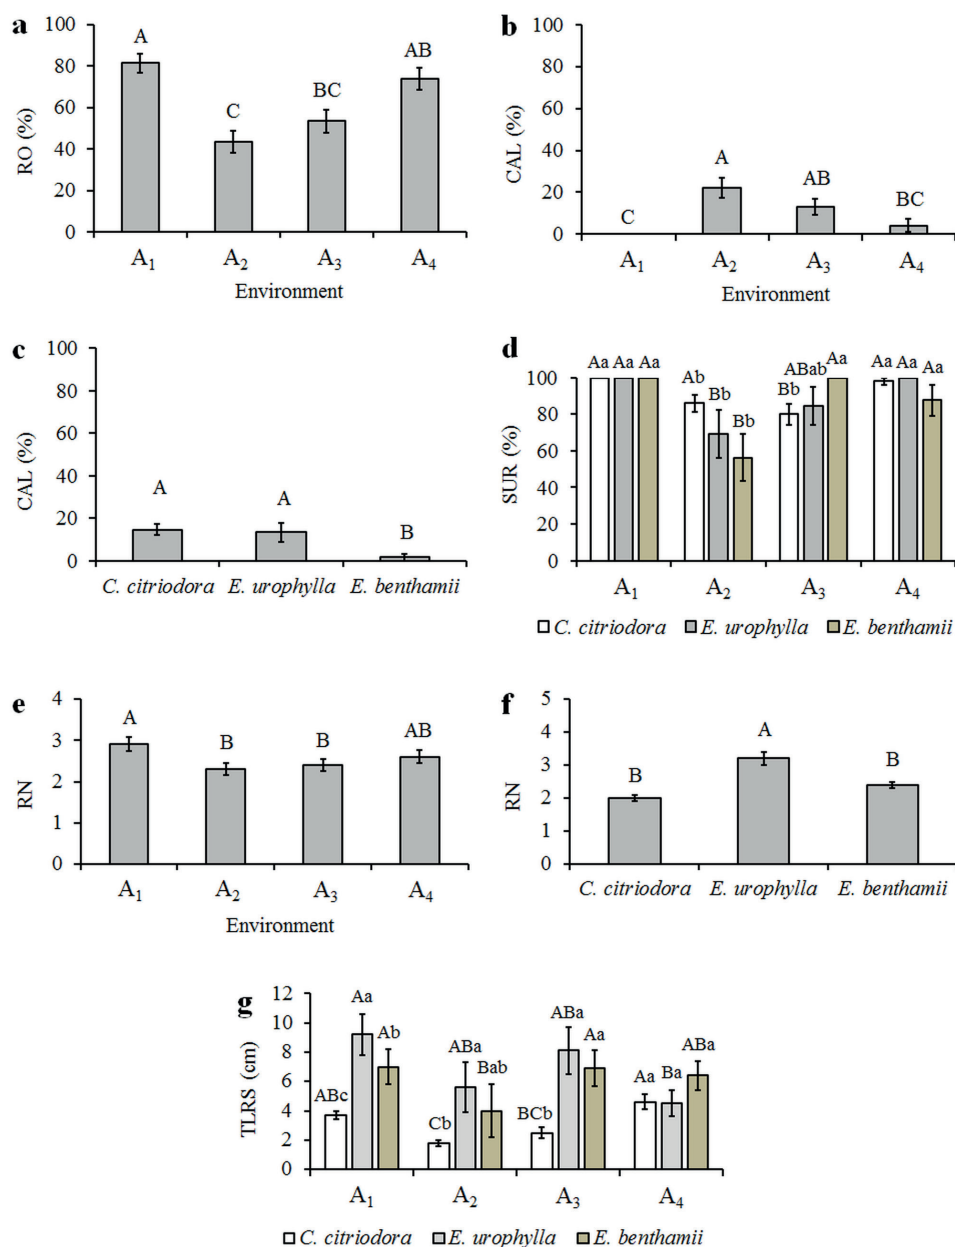 a
100
80
60
40
20
0
RO (%)
A
C
BC
AB
A1 A2 A3 A4
Environment
b
100
80
60
40
20
0
CAL (%)
C
A
AB
BC
A1 A2 A3 A4
Environment
c
100
80
60
40
20
0
CAL (%)
A
A
B
C. citriodora E. urophylla E. benthamii
d
100
80
60
40
20
0
SUR (%)
Aa Aa Aa
Ab
Bb
Bb
Bb
ABab
Aa
Aa Aa
Aa
A1 A2 A3 A4
C. citriodora E. urophylla E. benthamii
e
4
3
2
1
0
RN
A
B
B
AB
A1 A2 A3 A4
Environment
f
5
4
3
2
1
0
RN
B
A
B
C. citriodora E. urophylla E. benthamii
g
12
10
8
6
4
2
0
TLRS (cm)
ABc
Aa
Ab
Cb
ABa
Bab
BCb
ABa
Aa
Aa
Ba
ABa
A1 A2 A3 A4
C. citriodora E. urophylla E. benthamii